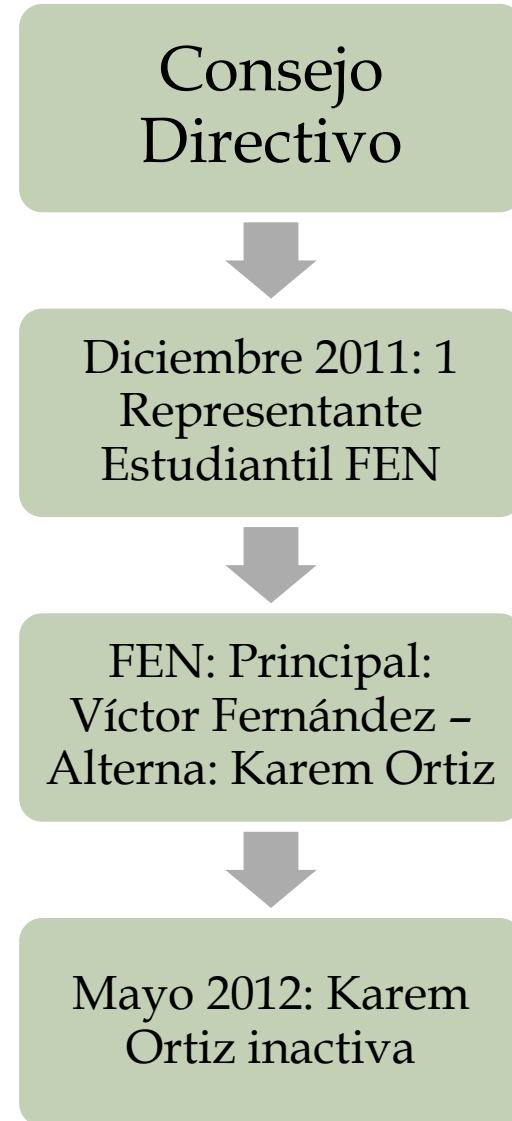 Consejo
Directivo
Diciembre 2011: 1
Representante
Estudiantil FEN
FEN: Principal:
Víctor Fernández –
Alterna: Karem Ortiz
Mayo 2012: Karem
Ortiz inactiva